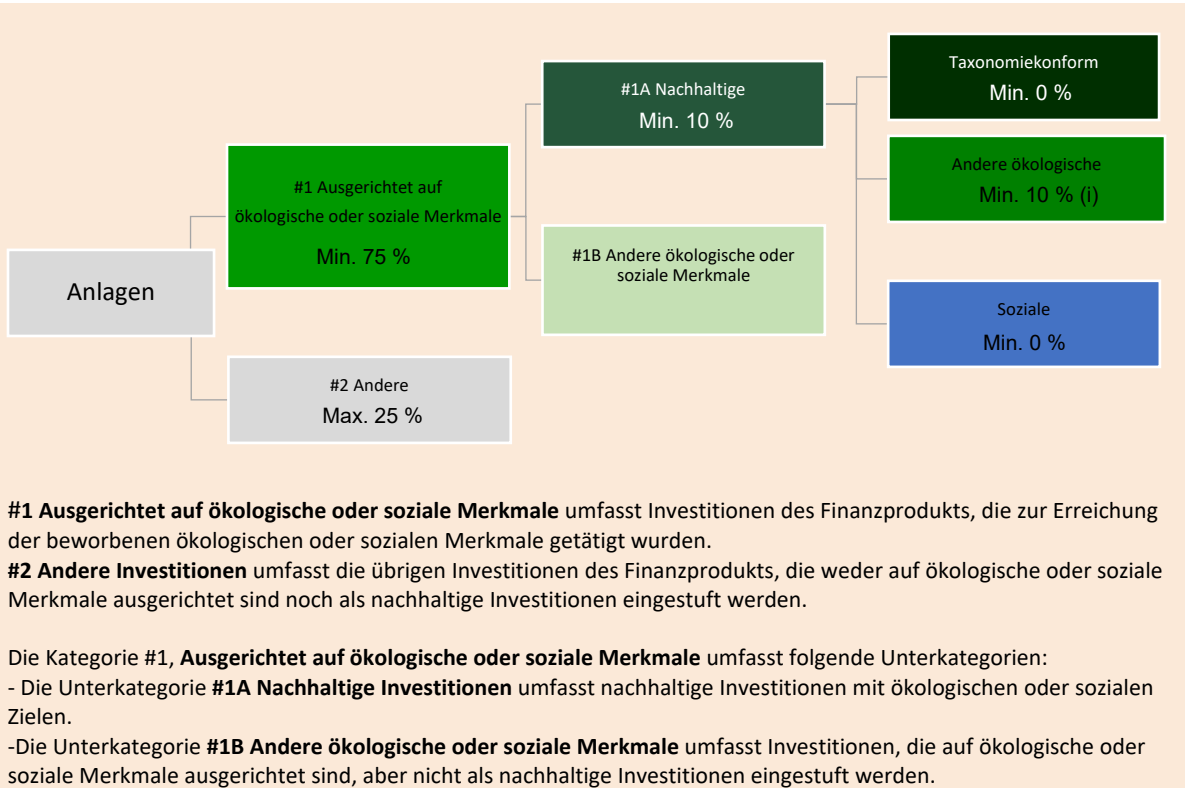 Anlagen
#1 Ausgerichtet auf
ökologische oder soziale Merkmale
Min. 75 %
#2 Andere
Max. 25 %
#1A Nachhaltige
Min. 10 %
#1B Andere ökologische oder
soziale Merkmale
Taxonomiekonform
Min. 0 %
Andere ökologische
Min. 10 % (i)
Soziale
Min. 0 %
#1 Ausgerichtet auf ökologische oder soziale Merkmale umfasst Investitionen des Finanzprodukts, die zur Erreichung
der beworbenen ökologischen oder sozialen Merkmale getätigt wurden.
#2 Andere Investitionen umfasst die übrigen Investitionen des Finanzprodukts, die weder auf ökologische oder soziale
Merkmale ausgerichtet sind noch als nachhaltige Investitionen eingestuft werden.
Die Kategorie #1, Ausgerichtet auf ökologische oder soziale Merkmale umfasst folgende Unterkategorien:
- Die Unterkategorie #1A Nachhaltige Investitionen umfasst nachhaltige Investitionen mit ökologischen oder sozialen
Zielen.
-Die Unterkategorie #1B Andere ökologische oder soziale Merkmale umfasst Investitionen, die auf ökologische oder
soziale Merkmale ausgerichtet sind, aber nicht als nachhaltige Investitionen eingestuft werden.